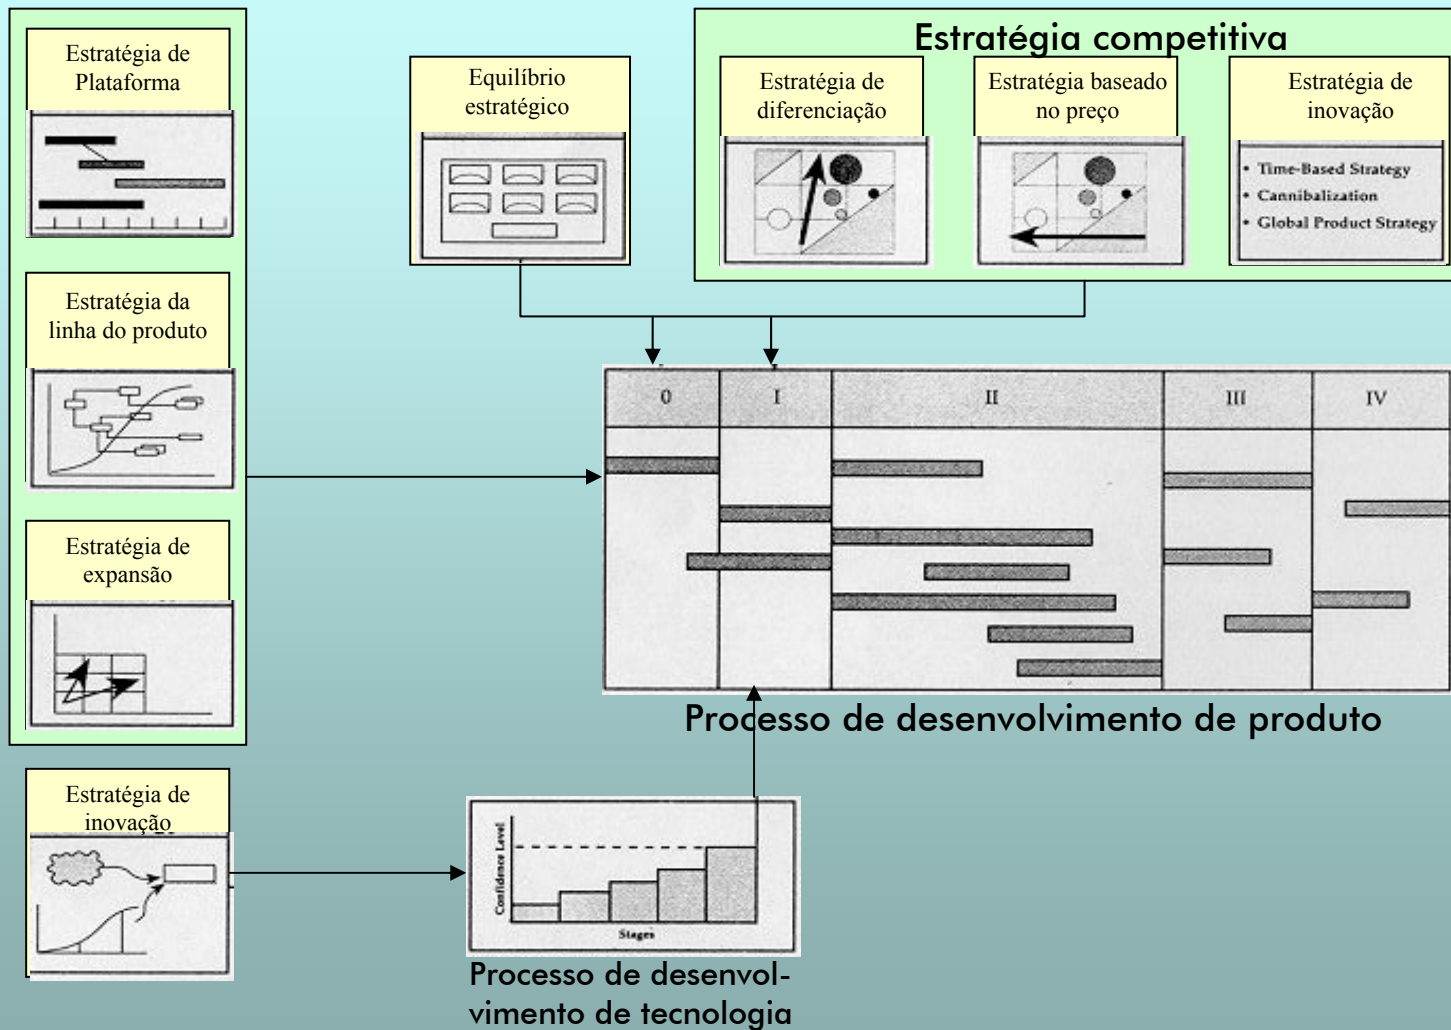 Estratégia de
Plataforma
Estratégia da
linha do produto
Estratégia de
expansão
Estratégia de
inovação
Equilíbrio
estratégico
Estratégia competitiva
Estratégia de
diferenciação
Estratégia baseado
no preço
Estratégia de
inovação
• Time-Based Strategy
• Cannibalization
• Global Product Strategy
0 I II III IV
Processo de desenvolvimento de produto
Confidence Level
Stages
Processo de desenvol-
vimento de tecnologia